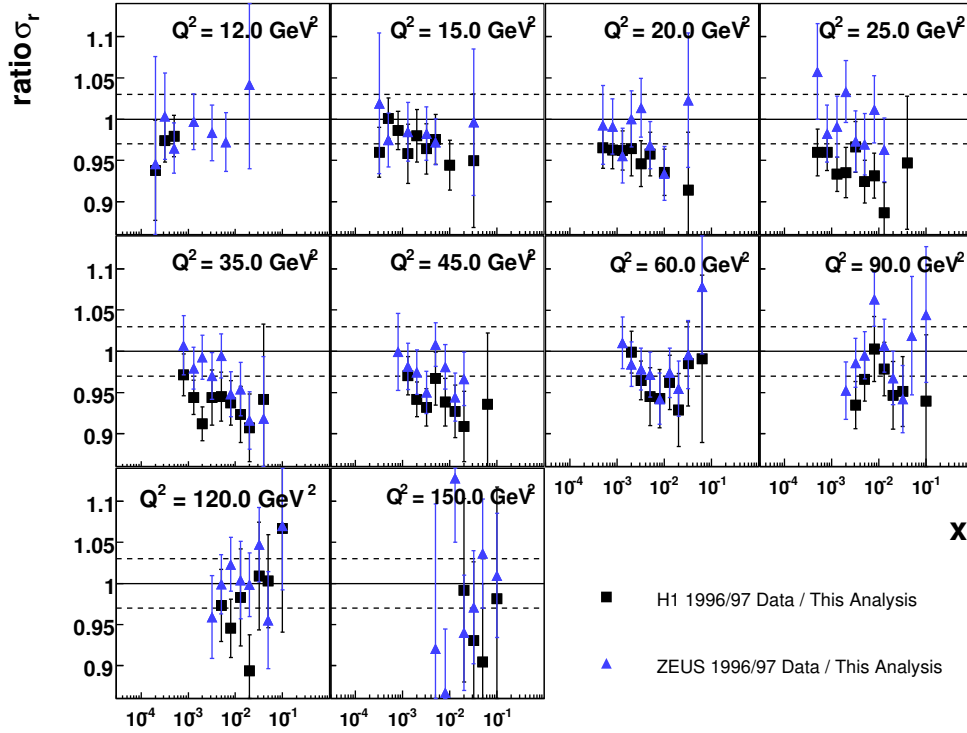 ratio σr
Q² = 12.0 GeV²
Q² = 15.0 GeV²
Q² = 20.0 GeV²
Q² = 25.0 GeV²
1.1
1.05
1
0.95
0.9
Q² = 35.0 GeV²
Q² = 45.0 GeV²
Q² = 60.0 GeV²
Q² = 90.0 GeV²
1.1
1.05
1
0.95
0.9
10⁻⁴ 10⁻³ 10⁻² 10⁻¹ 10⁻⁴ 10⁻³ 10⁻² 10⁻¹
x
Q² = 120.0 GeV²
Q² = 150.0 GeV²
1.1
1.05
1
0.95
0.9
10⁻⁴ 10⁻³ 10⁻² 10⁻¹ 10⁻⁴ 10⁻³ 10⁻² 10⁻¹
H1 1996/97 Data / This Analysis
ZEUS 1996/97 Data / This Analysis